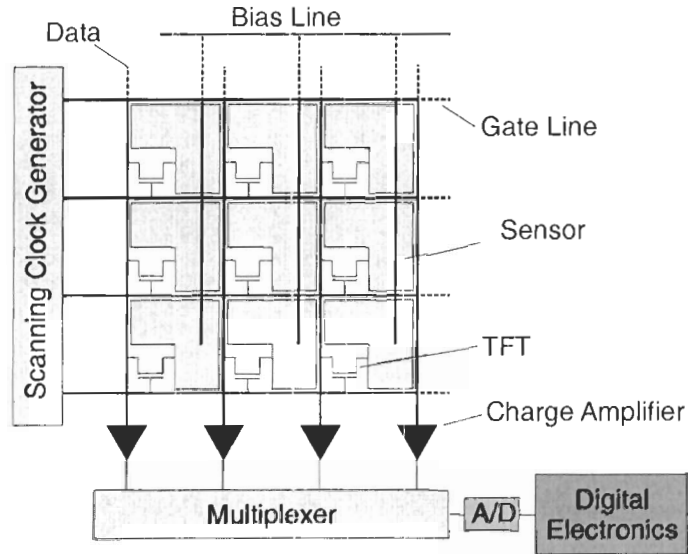 Bias Line
Data
Scanning Clock Generator
Gate Line
Sensor
TFT
Charge Amplifier
Multiplexer
A/D
Digital
Electronics